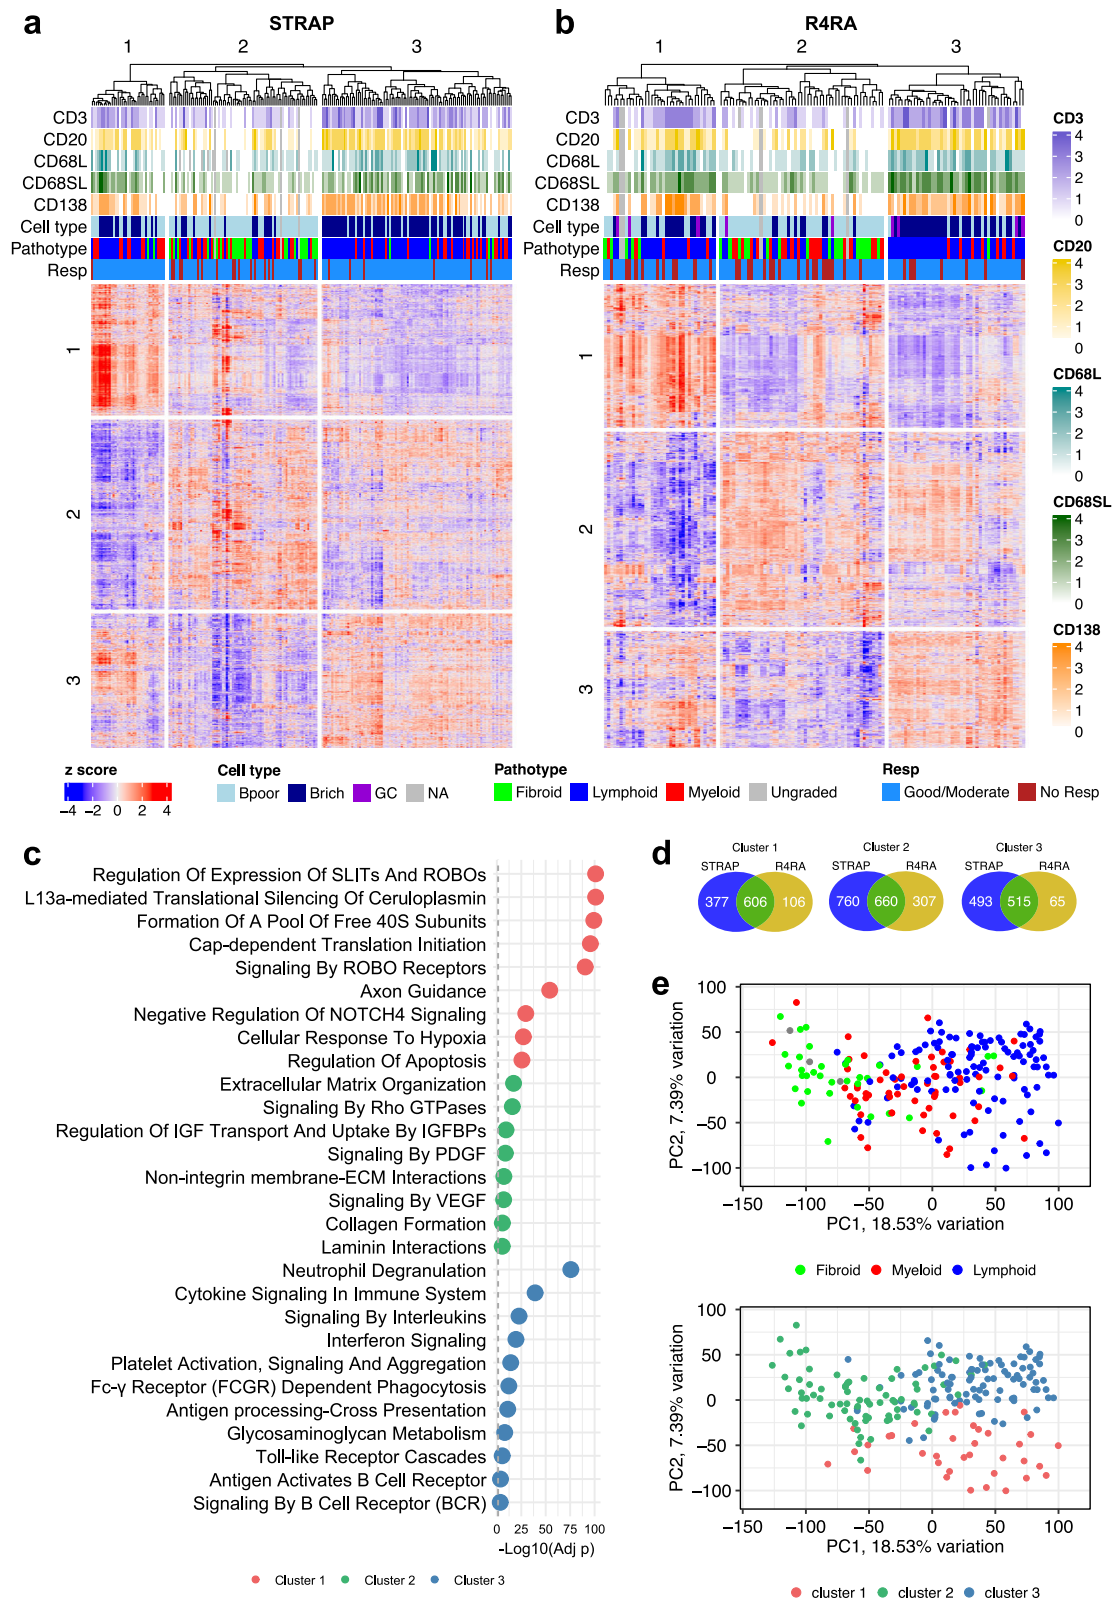 a
STRAP
1 2 3
CD3
CD20
CD68L
CD68SL
CD138
Cell type
Pathotype
Resp
1
2
3
b
R4RA
1 2 3
CD3
CD20
CD68L
CD68SL
CD138
Cell type
Pathotype
Resp
1
2
3
CD3
4
3
2
1
0
CD20
4
3
2
1
0
CD68L
4
3
2
1
0
CD68SL
4
3
2
1
0
CD138
4
3
2
1
0
z score
−4 −2 0 2 4
Cell type
Bpoor Brich GC NA
Pathotype
Fibroid Lymphoid Myeloid Ungraded
Resp
Good/Moderate No Resp
c
Regulation Of Expression Of SLITs And ROBOs
L13a-mediated Translational Silencing Of Ceruloplasmin
Formation Of A Pool Of Free 40S Subunits
Cap-dependent Translation Initiation
Signaling By ROBO Receptors
Axon Guidance
Negative Regulation Of NOTCH4 Signaling
Cellular Response To Hypoxia
Regulation Of Apoptosis
Extracellular Matrix Organization
Signaling By Rho GTPases
Regulation Of IGF Transport And Uptake By IGFBPs
Signaling By PDGF
Non-integrin membrane-ECM Interactions
Signaling By VEGF
Collagen Formation
Laminin Interactions
Neutrophil Degranulation
Cytokine Signaling In Immune System
Signaling By Interleukins
Interferon Signaling
Platelet Activation, Signaling And Aggregation
Fc-γ Receptor (FCGR) Dependent Phagocytosis
Antigen processing-Cross Presentation
Glycosaminoglycan Metabolism
Toll-like Receptor Cascades
Antigen Activates B Cell Receptor
Signaling By B Cell Receptor (BCR)
0 25 50 75 100
-Log10(Adj p)
Cluster 1 Cluster 2 Cluster 3
d
Cluster 1
STRAP R4RA
377 606 106
Cluster 2
STRAP R4RA
760 660 307
Cluster 3
STRAP R4RA
493 515 65
e
PC2, 7.39% variation
100
50
0
−50
−100
−150 −100 −50 0 50 100
PC1, 18.53% variation
Fibroid Myeloid Lymphoid
PC2, 7.39% variation
100
50
0
−50
−100
−150 −100 −50 0 50 100
PC1, 18.53% variation
cluster 1 cluster 2 cluster 3